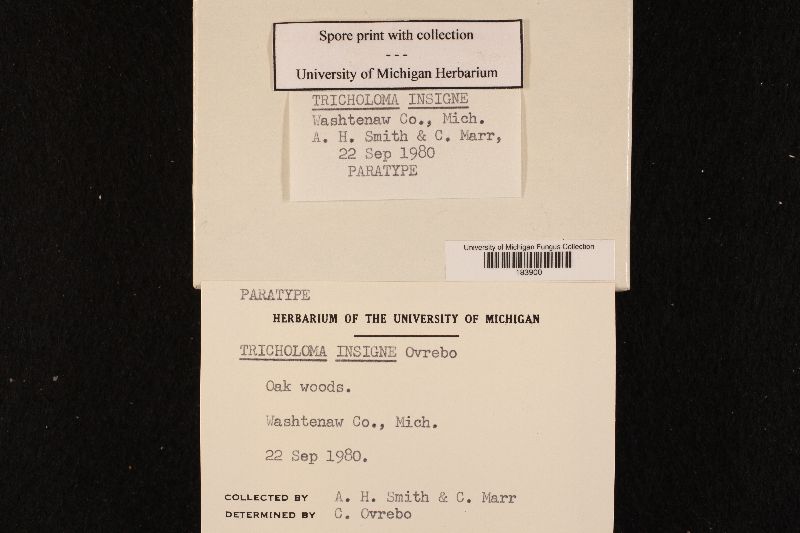 Spore print with collection
- - -
University of Michigan Herbarium
TRICHOLOMA INSIGNE
Washtenaw Co., Mich.
A. H. Smith & C. Marr,
22 Sep 1980
PARATYPE
University of Michigan Fungus Collection
183900
PARATYPE
HERBARIUM OF THE UNIVERSITY OF MICHIGAN
TRICHOLOMA INSIGNE Ovrebo
Oak woods.
Washtenaw Co., Mich.
22 Sep 1980.
COLLECTED BY A. H. Smith & C. Marr
DETERMINED BY C. Ovrebo